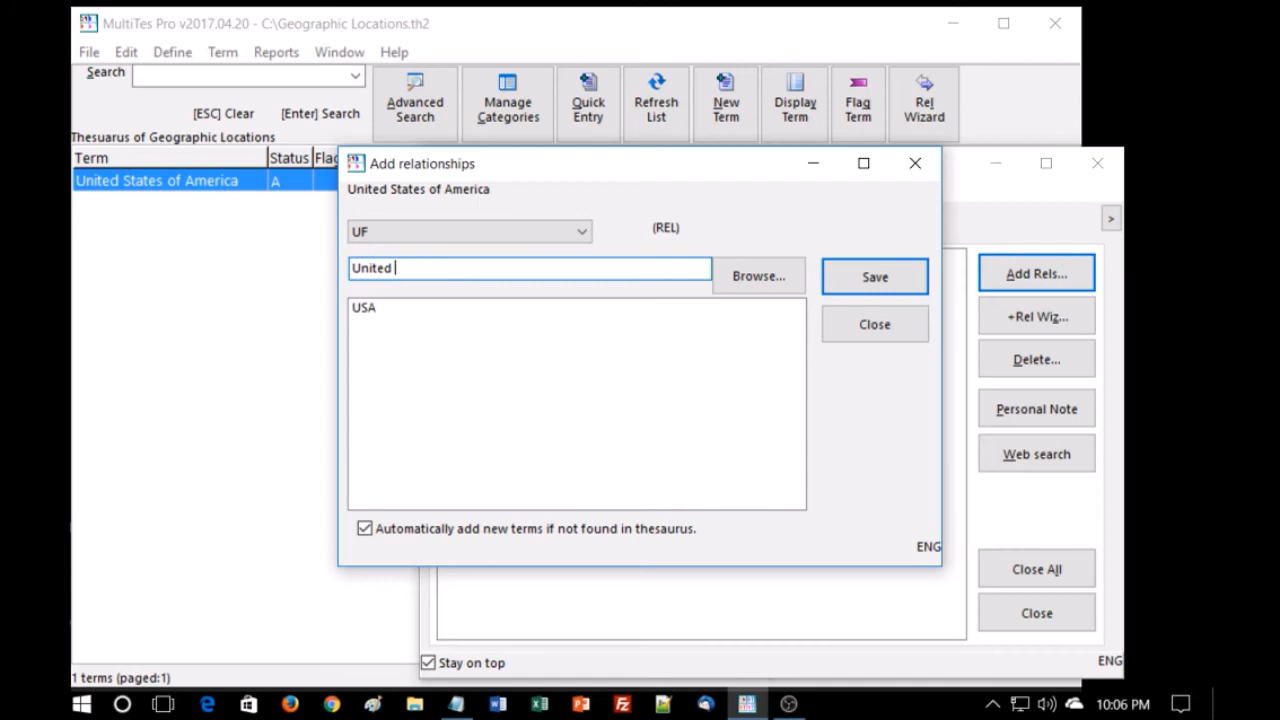 MultiTes Pro v2017.04.20 - C:\Geographic Locations.th2
File Edit Define Term Reports Window Help
Search
[ESC] Clear [Enter] Search
Advanced Search
Manage Categories
Quick Entry
Refresh List
New Term
Display Term
Flag Term
Rel Wizard
Thesuarus of Geographic Locations
Term Status Flag
United States of America A
Add relationships
United States of America
UF
(REL)
United
Browse...
Save
USA
Close
Automatically add new terms if not found in thesaurus.
ENG
>
Add Rels...
+Rel Wiz...
Delete...
Personal Note
Web search
Close All
Close
Stay on top
ENG
1 terms (paged:1)
10:06 PM